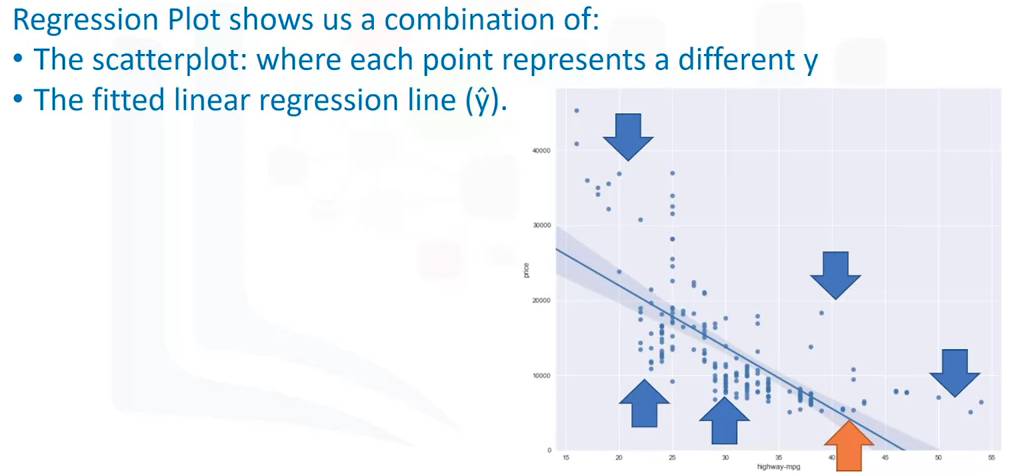 Regression Plot shows us a combination of:
• The scatterplot: where each point represents a different y
• The fitted linear regression line (ŷ).
40000
30000
20000
10000
0
price
15 20 25 30 35 40 45 50 55
highway-mpg